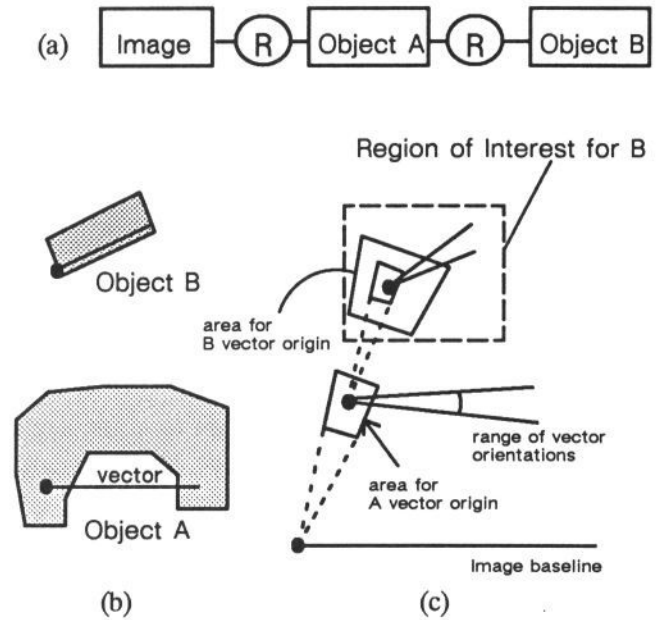 (a) Image R Object A R Object B
Region of Interest for B
Object B
area for
B vector origin
vector
Object A
range of vector
orientations
area for
A vector origin
Image baseline
(b) (c)